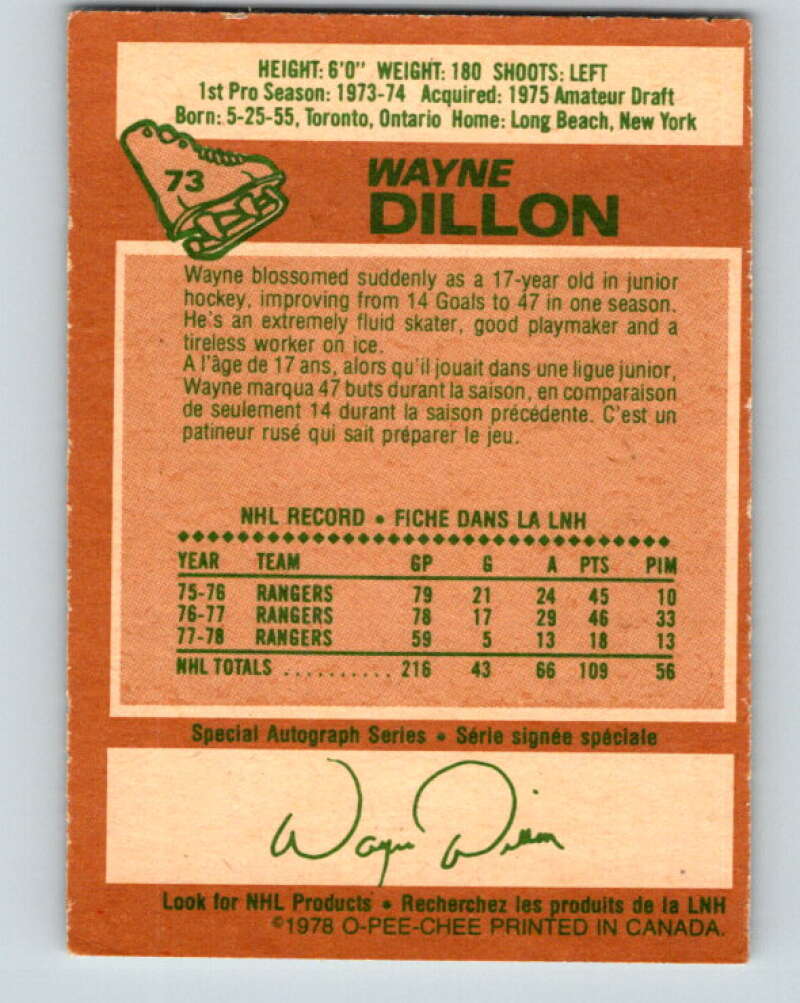 HEIGHT: 6'0" WEIGHT: 180 SHOOTS: LEFT
1st Pro Season: 1973-74 Acquired: 1975 Amateur Draft
Born: 5-25-55, Toronto, Ontario Home: Long Beach, New York
73
WAYNE
DILLON
Wayne blossomed suddenly as a 17-year old in junior
hockey, improving from 14 Goals to 47 in one season.
He's an extremely fluid skater, good playmaker and a
tireless worker on ice.
A l'âge de 17 ans, alors qu'il jouait dans une ligue junior,
Wayne marqua 47 buts durant la saison, en comparaison
de seulement 14 durant la saison précédente. C'est un
patineur rusé qui sait préparer le jeu.
NHL RECORD • FICHE DANS LA LNH
YEAR TEAM GP G A PTS PIM
75-76 RANGERS 79 21 24 45 10
76-77 RANGERS 78 17 29 46 33
77-78 RANGERS 59 5 13 18 13
NHL TOTALS .......... 216 43 66 109 56
Special Autograph Series • Série signée spéciale
Wayne Dillon
Look for NHL Products • Recherchez les produits de la LNH
©1978 O-PEE-CHEE PRINTED IN CANADA.